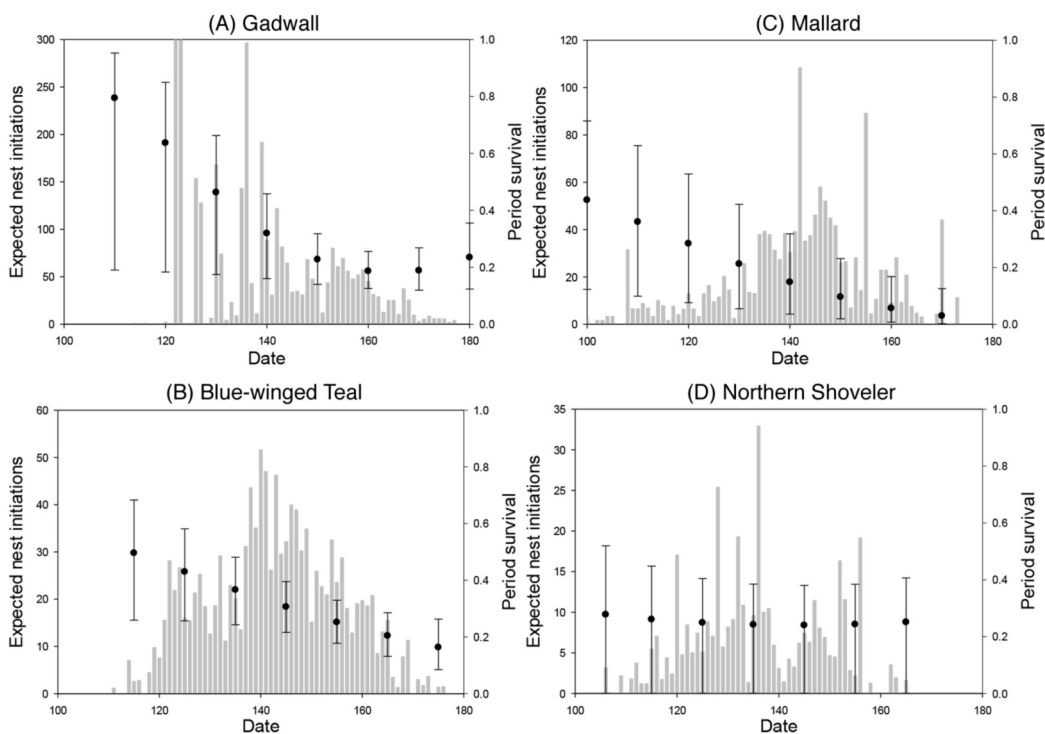 (A) Gadwall
300
250
200
150
100
50
0
Expected nest initiations
1.0
0.8
0.6
0.4
0.2
0.0
Period survival
100 120 140 160 180
Date
(C) Mallard
120
100
80
60
40
20
0
Expected nest initiations
1.0
0.8
0.6
0.4
0.2
0.0
Period survival
100 120 140 160 180
Date
(B) Blue-winged Teal
60
50
40
30
20
10
0
Expected nest initiations
1.0
0.8
0.6
0.4
0.2
0.0
Period survival
100 120 140 160 180
Date
(D) Northern Shoveler
35
30
25
20
15
10
5
0
Expected nest initiations
1.0
0.8
0.6
0.4
0.2
0.0
Period survival
100 120 140 160 180
Date